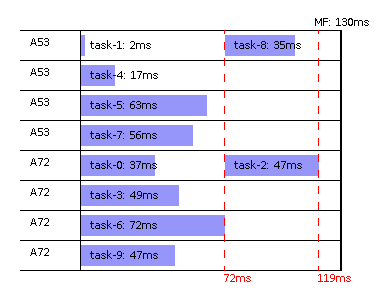 MF: 130ms
A53 task-1: 2ms task-8: 35ms
A53 task-4: 17ms
A53 task-5: 63ms
A53 task-7: 56ms
A72 task-0: 37ms task-2: 47ms
A72 task-3: 49ms
A72 task-6: 72ms
A72 task-9: 47ms
72ms 119ms